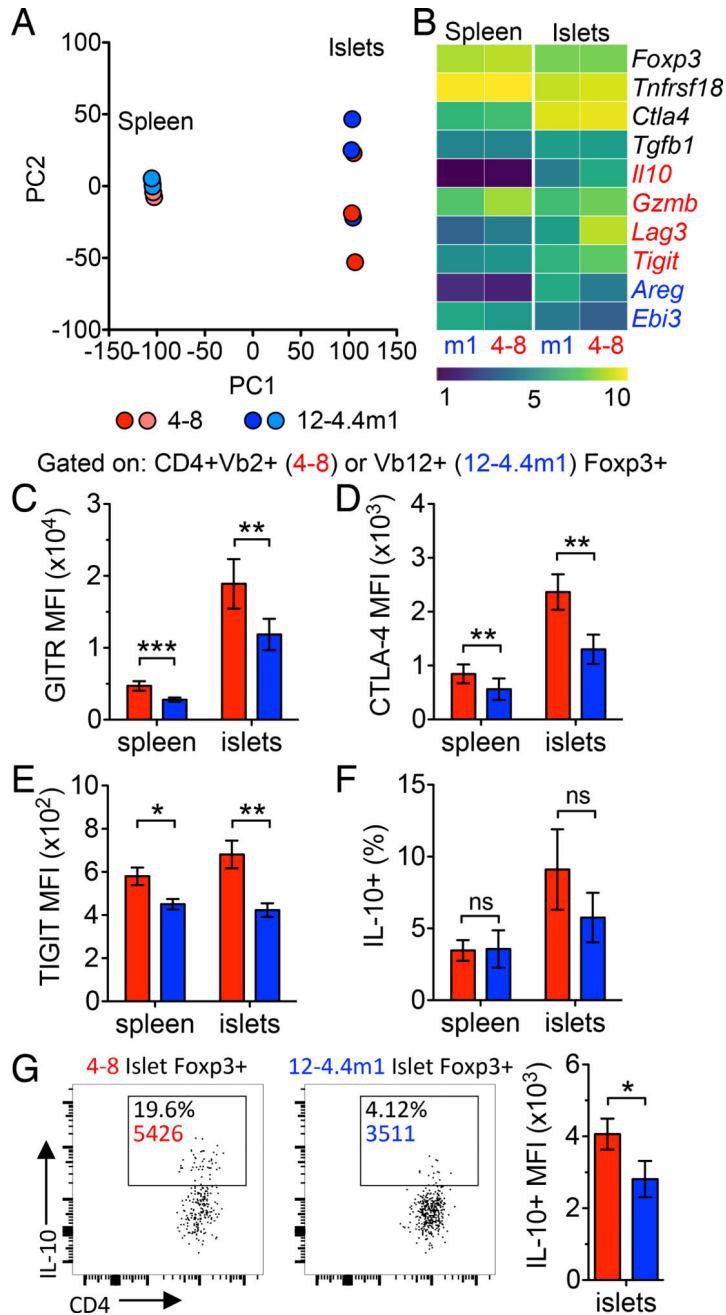 A
100
50
0
-50
-100
PC2
Spleen
Islets
-150
-100
-50
0
50
100
150
PC1
4-8
12-4.4m1
B
Spleen
Islets
Foxp3
Tnfrsf18
Ctla4
Tgfb1
Il10
Gzmb
Lag3
Tigit
Areg
Ebi3
m1
4-8
m1
4-8
1
5
10
Gated on: CD4+Vb2+ (4-8) or Vb12+ (12-4.4m1) Foxp3+
C
GITR MFI (x10⁴)
3
2
1
0
***
**
spleen
islets
D
CTLA-4 MFI (x10³)
3
2
1
0
**
**
spleen
islets
E
TIGIT MFI (x10²)
8
6
4
2
0
*
**
spleen
islets
F
IL-10+ (%)
15
10
5
0
ns
ns
spleen
islets
G
4-8 Islet Foxp3+
19.6%
5426
12-4.4m1 Islet Foxp3+
4.12%
3511
IL-10
CD4
IL-10+ MFI (x10³)
6
4
2
0
*
islets